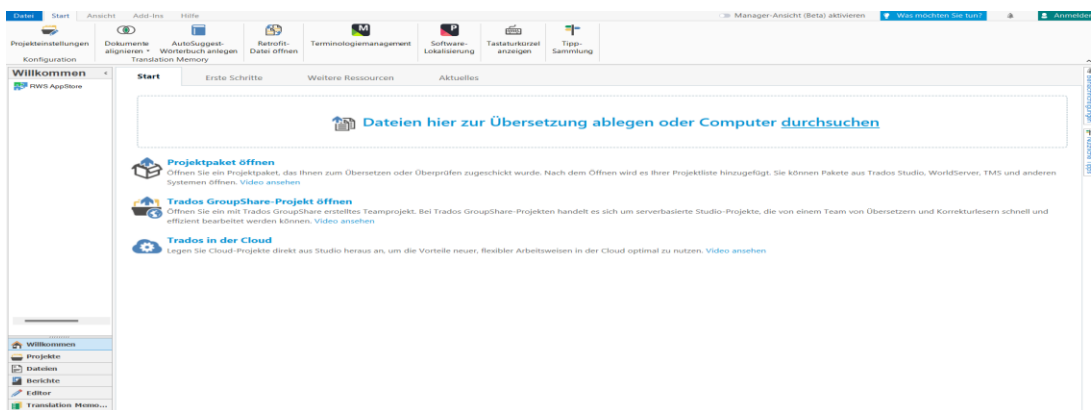 Datei Start Ansicht Add-Ins Hilfe Manager-Ansicht (Beta) aktivieren Was möchten Sie tun? Anmelden
Projekteinstellungen
Konfiguration
Dokumente alignieren
AutoSuggest-Wörterbuch anlegen
Retrofit-Datei öffnen
Translation Memory
Terminologiemanagement
Software-Lokalisierung
Tastaturkürzel anzeigen
Tipp-Sammlung
Willkommen
RWS AppStore
Start Erste Schritte Weitere Ressourcen Aktuelles
Dateien hier zur Übersetzung ablegen oder Computer durchsuchen
Projektpaket öffnen
Öffnen Sie ein Projektpaket, das Ihnen zum Übersetzen oder Überprüfen zugeschickt wurde. Nach dem Öffnen wird es Ihrer Projektliste hinzugefügt. Sie können Pakete aus Trados Studio, WorldServer, TMS und anderen
Systemen öffnen. Video ansehen
Trados GroupShare-Projekt öffnen
Öffnen Sie ein mit Trados GroupShare erstelltes Teamprojekt. Bei Trados GroupShare-Projekten handelt es sich um serverbasierte Studio-Projekte, die von einem Team von Übersetzern und Korrekturlesern schnell und
effizient bearbeitet werden können. Video ansehen
Trados in der Cloud
Legen Sie Cloud-Projekte direkt aus Studio heraus an, um die Vorteile neuer, flexibler Arbeitsweisen in der Cloud optimal zu nutzen. Video ansehen
Willkommen
Projekte
Dateien
Berichte
Editor
Translation Memo...